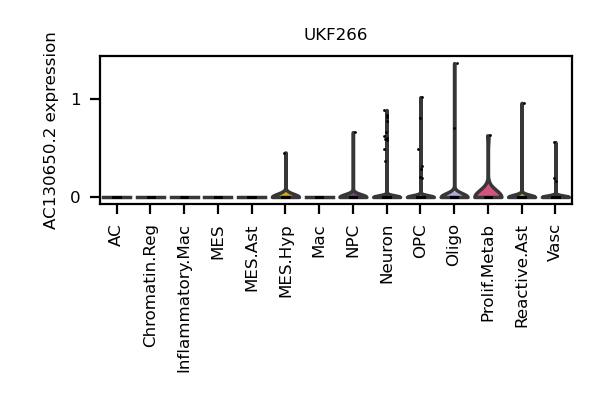 UKF266
AC130650.2 expression
1
0
AC
Chromatin.Reg
Inflammatory.Mac
MES
MES.Ast
MES.Hyp
Mac
NPC
Neuron
OPC
Oligo
Prolif.Metab
Reactive.Ast
Vasc